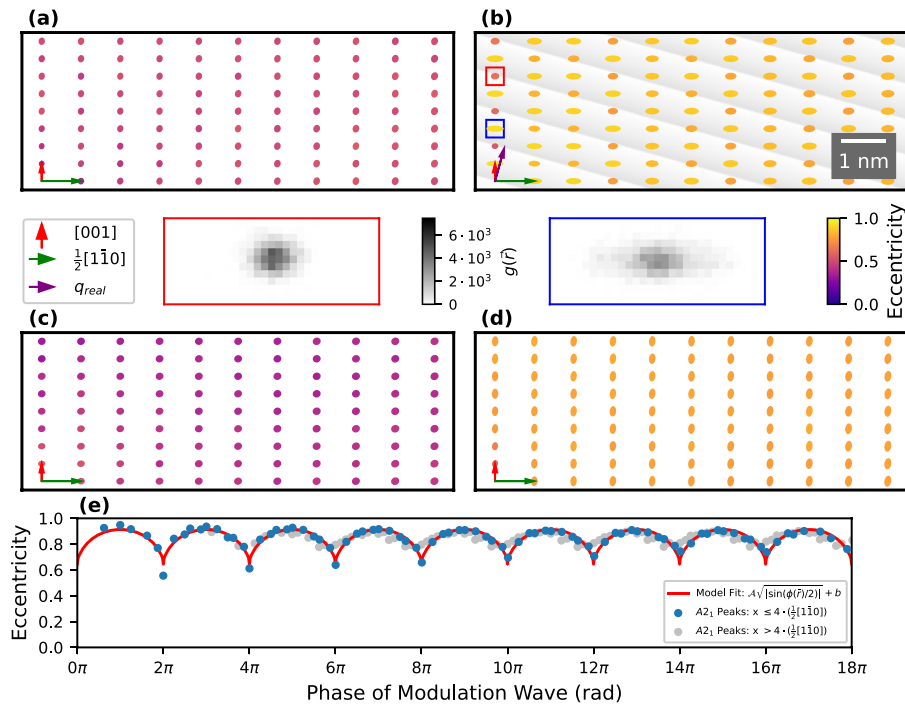 (a)
(b)
1 nm
[001]
½[11̅0]
q_real
6·10³
4·10³
2·10³
0
g(r⃗)
1.0
0.5
0.0
Eccentricity
(c)
(d)
(e)
1.0
0.8
0.6
0.4
0.2
0.0
Eccentricity
Model Fit: 𝒜√|sin(ϕ(r⃗)/2)| + b
A2₁ Peaks: x ≤ 4·(½[11̅0])
A2₁ Peaks: x > 4·(½[11̅0])
0π 2π 4π 6π 8π 10π 12π 14π 16π 18π
Phase of Modulation Wave (rad)